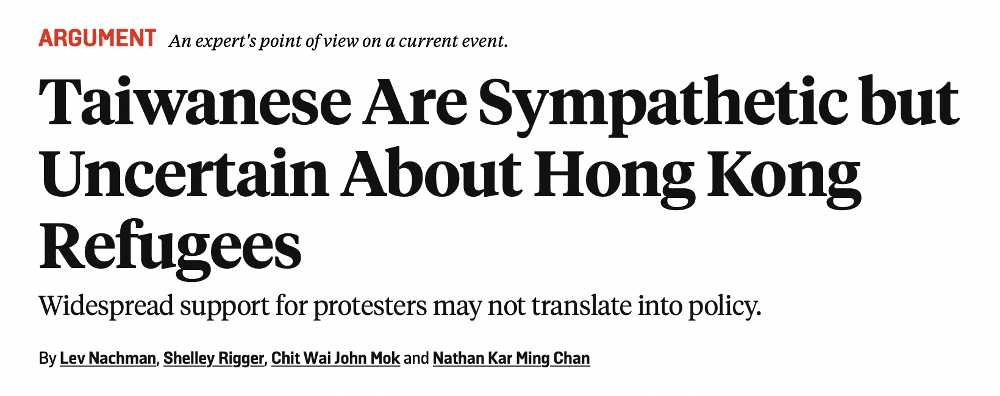 ARGUMENT An expert's point of view on a current event.
Taiwanese Are Sympathetic but
Uncertain About Hong Kong
Refugees
Widespread support for protesters may not translate into policy.
By Lev Nachman, Shelley Rigger, Chit Wai John Mok and Nathan Kar Ming Chan